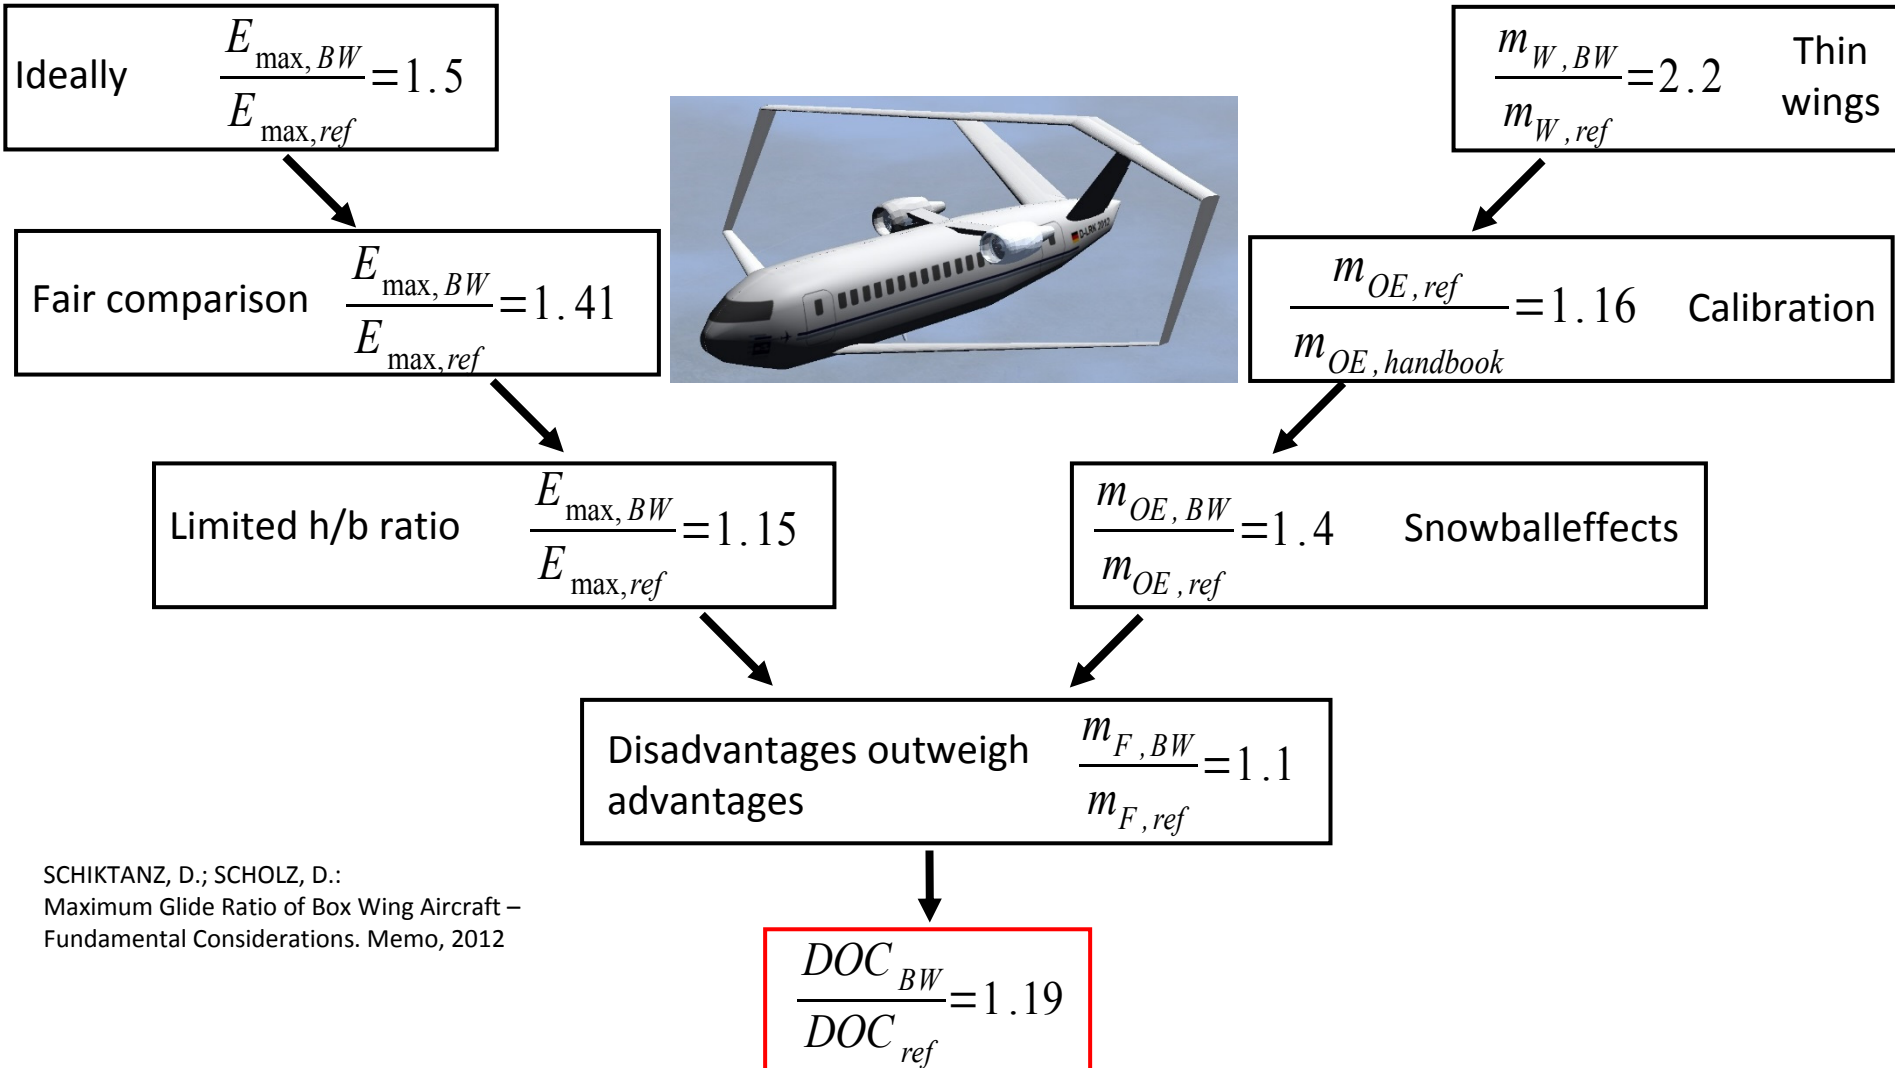 Ideally E_max, BW / E_max, ref = 1.5
m_W, BW / m_W, ref = 2.2 Thin
wings
D-LRK 2012
Fair comparison E_max, BW / E_max, ref = 1.41
m_OE, ref / m_OE, handbook = 1.16 Calibration
Limited h/b ratio E_max, BW / E_max, ref = 1.15
m_OE, BW / m_OE, ref = 1.4 Snowballeffects
Disadvantages outweigh
advantages m_F, BW / m_F, ref = 1.1
SCHIKTANZ, D.; SCHOLZ, D.:
Maximum Glide Ratio of Box Wing Aircraft –
Fundamental Considerations. Memo, 2012
DOC_BW / DOC_ref = 1.19